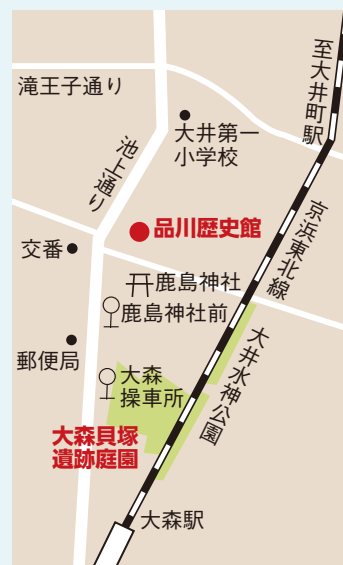 至大井町駅
滝王子通り
大井第一
小学校
池上通り
京浜東北線
品川歴史館
交番
鹿島神社
鹿島神社前
大井水神公園
郵便局
大森
操車所
大森貝塚
遺跡庭園
大森駅